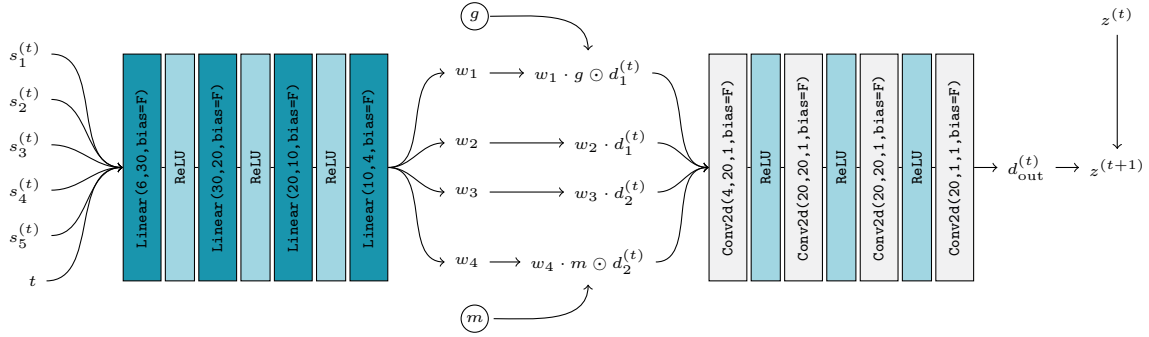 g
z^(t)
s_1^(t)
s_2^(t)
s_3^(t)
s_4^(t)
s_5^(t)
t
Linear(6,30,bias=F)
ReLU
Linear(30,20,bias=F)
ReLU
Linear(20,10,bias=F)
ReLU
Linear(10,4,bias=F)
w_1
w_1 · g ⊙ d_1^(t)
w_2
w_2 · d_1^(t)
w_3
w_3 · d_2^(t)
w_4
w_4 · m ⊙ d_2^(t)
m
Conv2d(4,20,1,bias=F)
ReLU
Conv2d(20,20,1,bias=F)
ReLU
Conv2d(20,20,1,bias=F)
ReLU
Conv2d(20,1,1,bias=F)
d_out^(t)
z^(t+1)